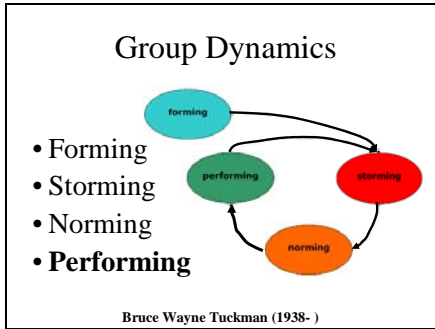 Group Dynamics
forming
• Forming
• Storming
• Norming
• Performing
performing
storming
norming
Bruce Wayne Tuckman (1938- )